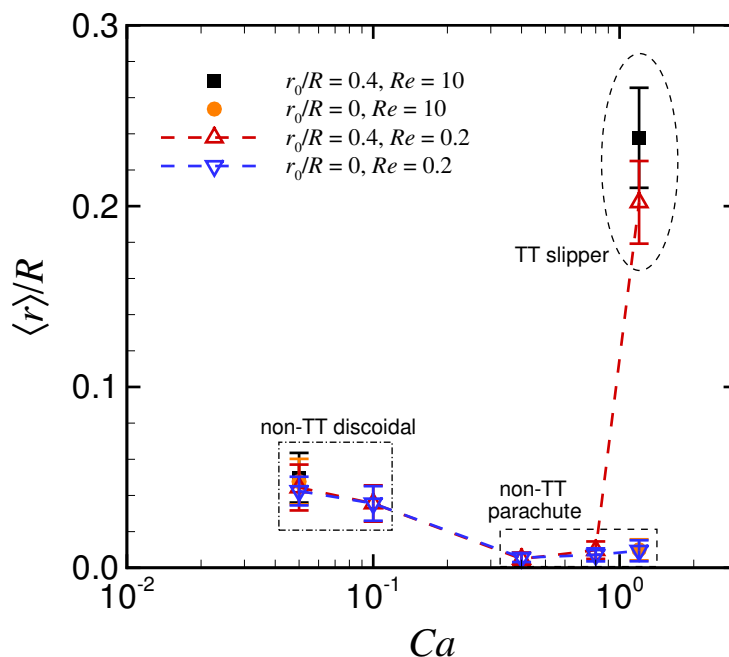 0.3
r₀/R = 0.4, Re = 10
r₀/R = 0, Re = 10
r₀/R = 0.4, Re = 0.2
r₀/R = 0, Re = 0.2
0.2
TT slipper
⟨r⟩/R
0.1
non-TT discoidal
non-TT
parachute
0.0
10⁻² 10⁻¹ 10⁰
Ca